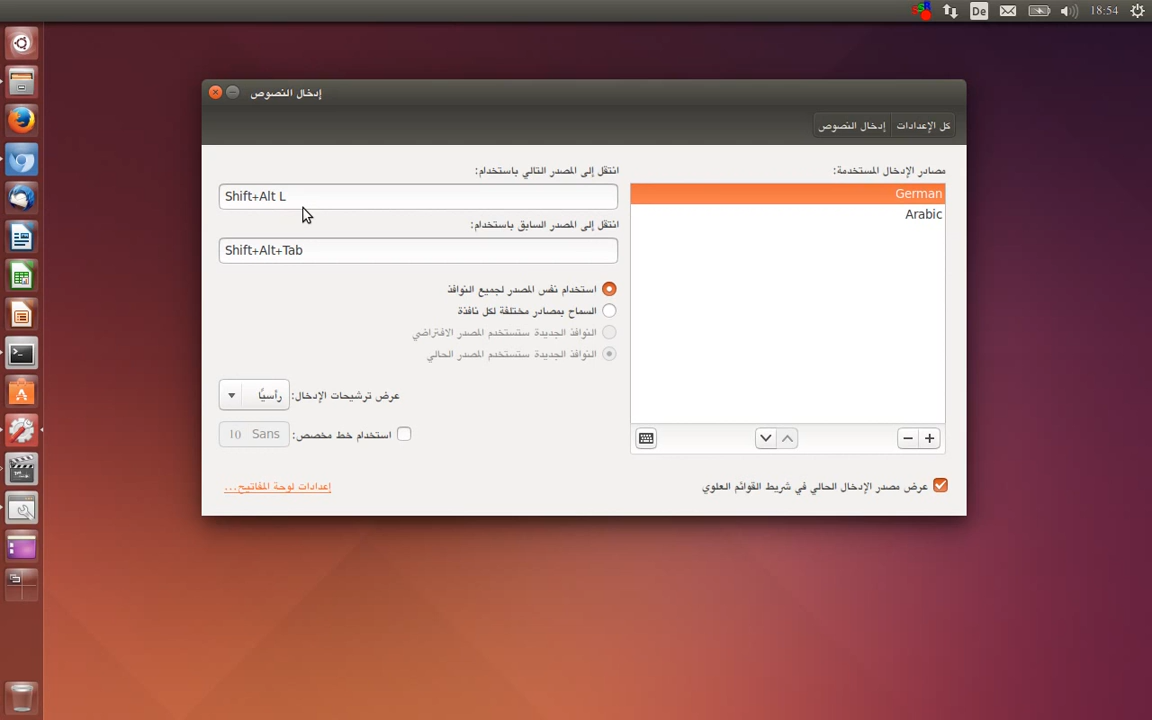 De
18:54
إدخال النصوص
كل الإعدادات
إدخال النصوص
مصادر الإدخال المستخدمة:
German
Arabic
عرض مصدر الإدخال الحالي في شريط القوائم العلوي
انتقل إلى المصدر التالي باستخدام:
Shift+Alt L
انتقل إلى المصدر السابق باستخدام:
Shift+Alt+Tab
استخدام نفس المصدر لجميع النوافذ
السماح بمصادر مختلفة لكل نافذة
النوافذ الجديدة ستستخدم المصدر الافتراضي
النوافذ الجديدة ستستخدم المصدر الحالي
عرض ترشيحات الإدخال: رأسيًا
استخدام خط مخصص: Sans 10
إعدادات لوحة المفاتيح...